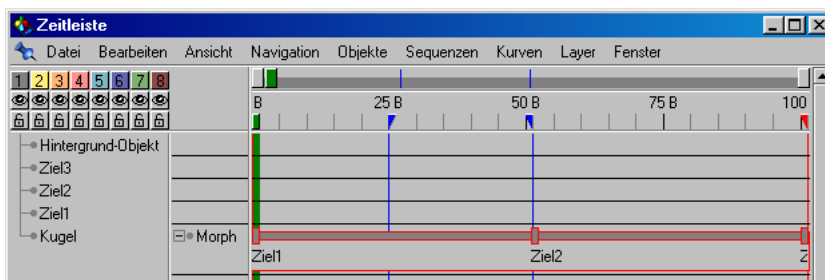 Zeitleiste
Datei Bearbeiten Ansicht Navigation Objekte Sequenzen Kurven Layer Fenster
1 2 3 4 5 6 7 8
B 25 B 50 B 75 B 100
Hintergrund-Objekt
Ziel3
Ziel2
Ziel1
Kugel Morph
Ziel1 Ziel2 Z